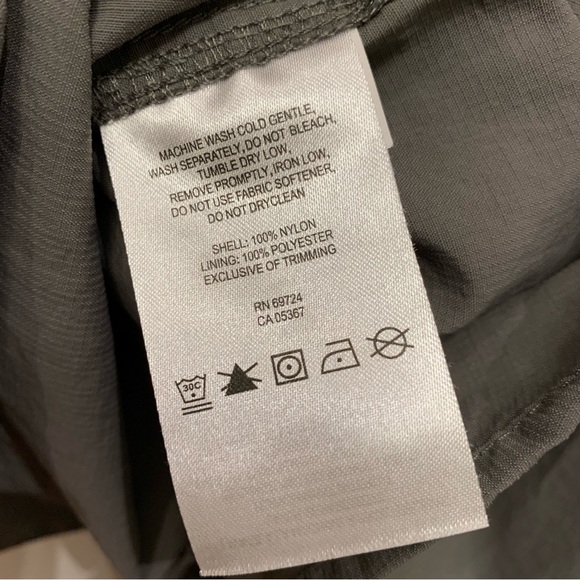 MACHINE WASH COLD GENTLE,
WASH SEPARATELY, DO NOT BLEACH,
TUMBLE DRY LOW,
REMOVE PROMPTLY, IRON LOW,
DO NOT USE FABRIC SOFTENER,
DO NOT DRYCLEAN
SHELL: 100% NYLON
LINING: 100% POLYESTER
EXCLUSIVE OF TRIMMING
RN 69724
CA 05367
30C